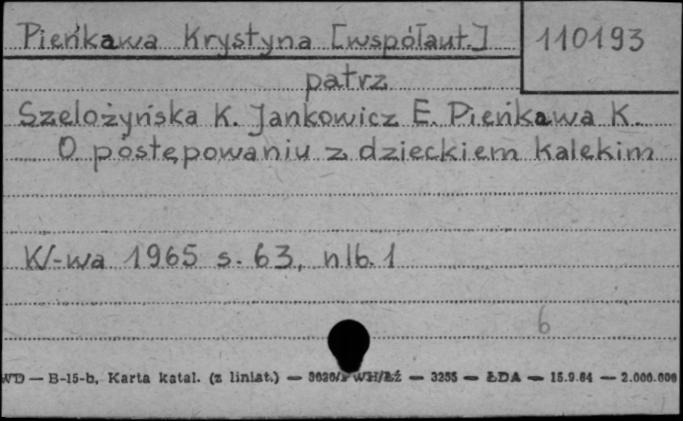 Pieńkawa Krystyna [współaut.] 110193
patrz
Szelożyńska K. Jankowicz E. Pieńkawa K.
O postępowaniu z dzieckiem kalekim
W-wa 1965 s. 63, nlb. 1
6
WD — B-15-b, Karta katal. (z liniat.) — WH/Łź — 3255 — ŁDA — 15.9.64 — 2.000.000